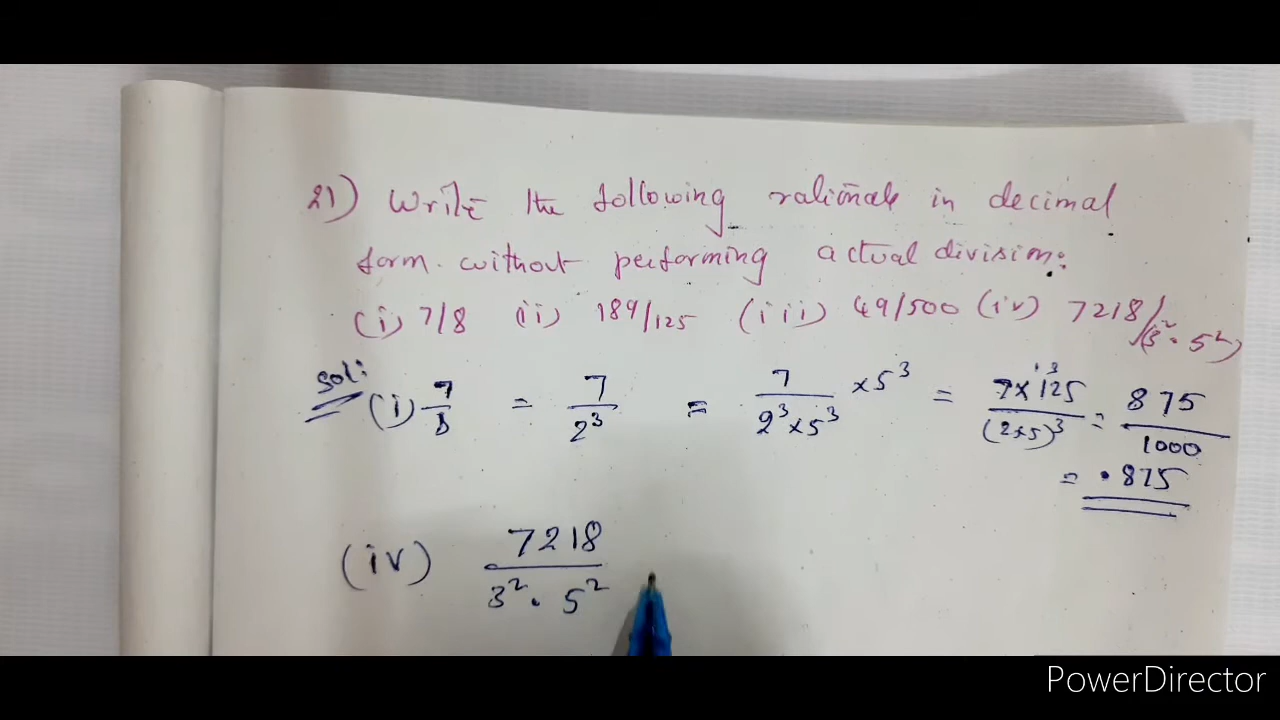 21) Write the following rationals in decimal
form without performing actual division:
(i) 7/8 (ii) 189/125 (iii) 49/500 (iv) 7218/(3²·5²)
Sol: (i) 7/8 = 7/2³ = 7/2³×5³ ×5³ = 7×125/(2×5)³ = 875/1000
= .875
(iv) 7218/3²·5²
PowerDirector